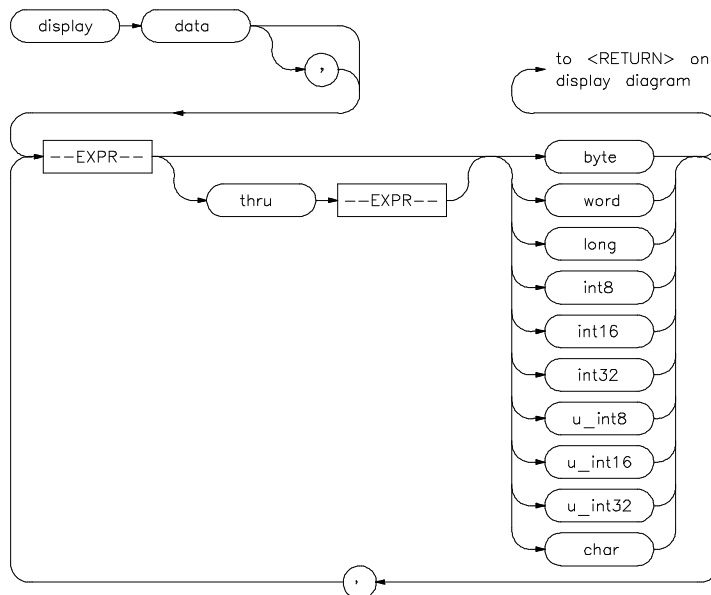 display
data
,
to <RETURN> on
display diagram
--EXPR--
thru
--EXPR--
byte
word
long
int8
int16
int32
u_int8
u_int16
u_int32
char
,